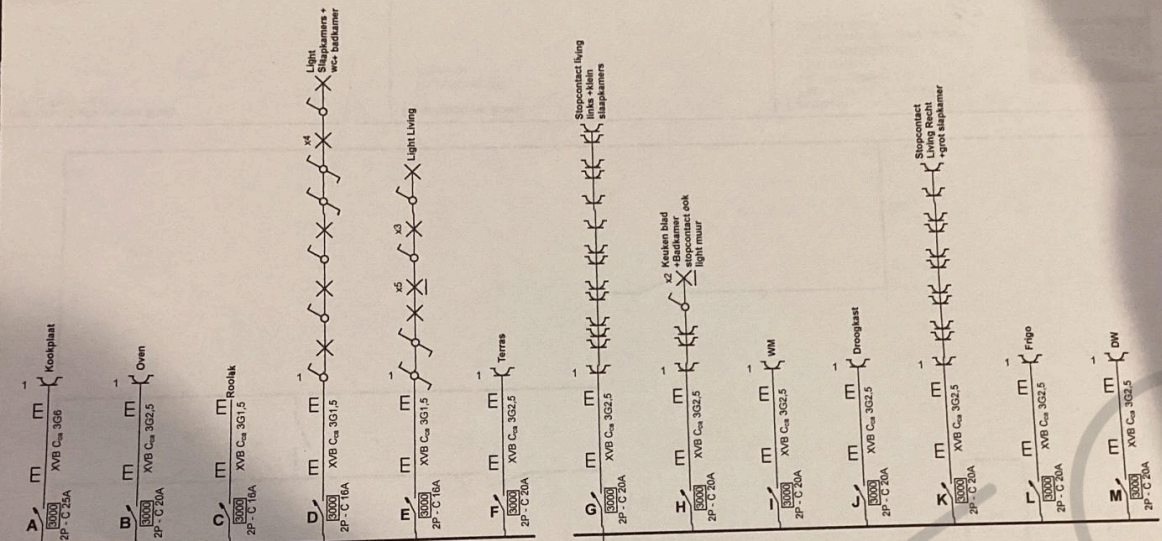 A
3000
2P - C 25A
XVB Cca 3G6
1
Kookplaat
B
3000
2P - C 20A
XVB Cca 3G2,5
1
Oven
C
3000
2P - C 16A
XVB Cca 3G1,5
Roolak
D
3000
2P - C 16A
XVB Cca 3G1,5
1
x4
Light
Slaapkamers +
wc+ badkamer
E
3000
2P - C 16A
XVB Cca 3G1,5
1
x5
x3
Light Living
F
3000
2P - C 20A
XVB Cca 3G2,5
1
Terras
G
3000
2P - C 20A
XVB Cca 3G2,5
1
Stopcontact living
links +klein
slaapkamers
H
3000
2P - C 20A
XVB Cca 3G2,5
1
x2
Keuken blad
+Badkamer
stopcontact ook
light muur
I
3000
2P - C 20A
XVB Cca 3G2,5
1
WM
J
3000
2P - C 20A
XVB Cca 3G2,5
1
Droogkast
K
3000
2P - C 20A
XVB Cca 3G2,5
1
Stopcontact
Living Recht
+grot slapkamer
L
3000
2P - C 20A
XVB Cca 3G2,5
1
Frigo
M
3000
2P - C 20A
XVB Cca 3G2,5
1
DW